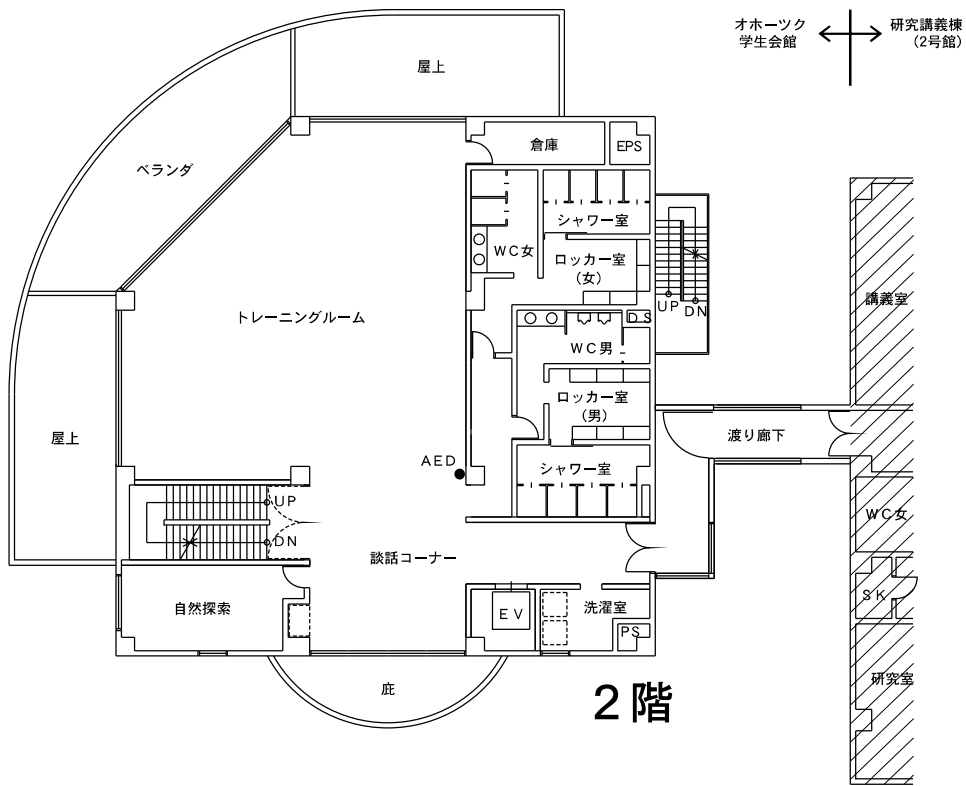 オホーツク
学生会館
研究講義棟
(2号館)
屋上
倉庫
EPS
ベランダ
シャワー室
WC女
ロッカー室
(女)
UP
DN
講義室
トレーニングルーム
DS
WC男
ロッカー室
(男)
屋上
渡り廊下
AED
シャワー室
UP
WC女
DN
談話コーナー
自然探索
EV
洗濯室
SK
PS
研究室
庇
2階